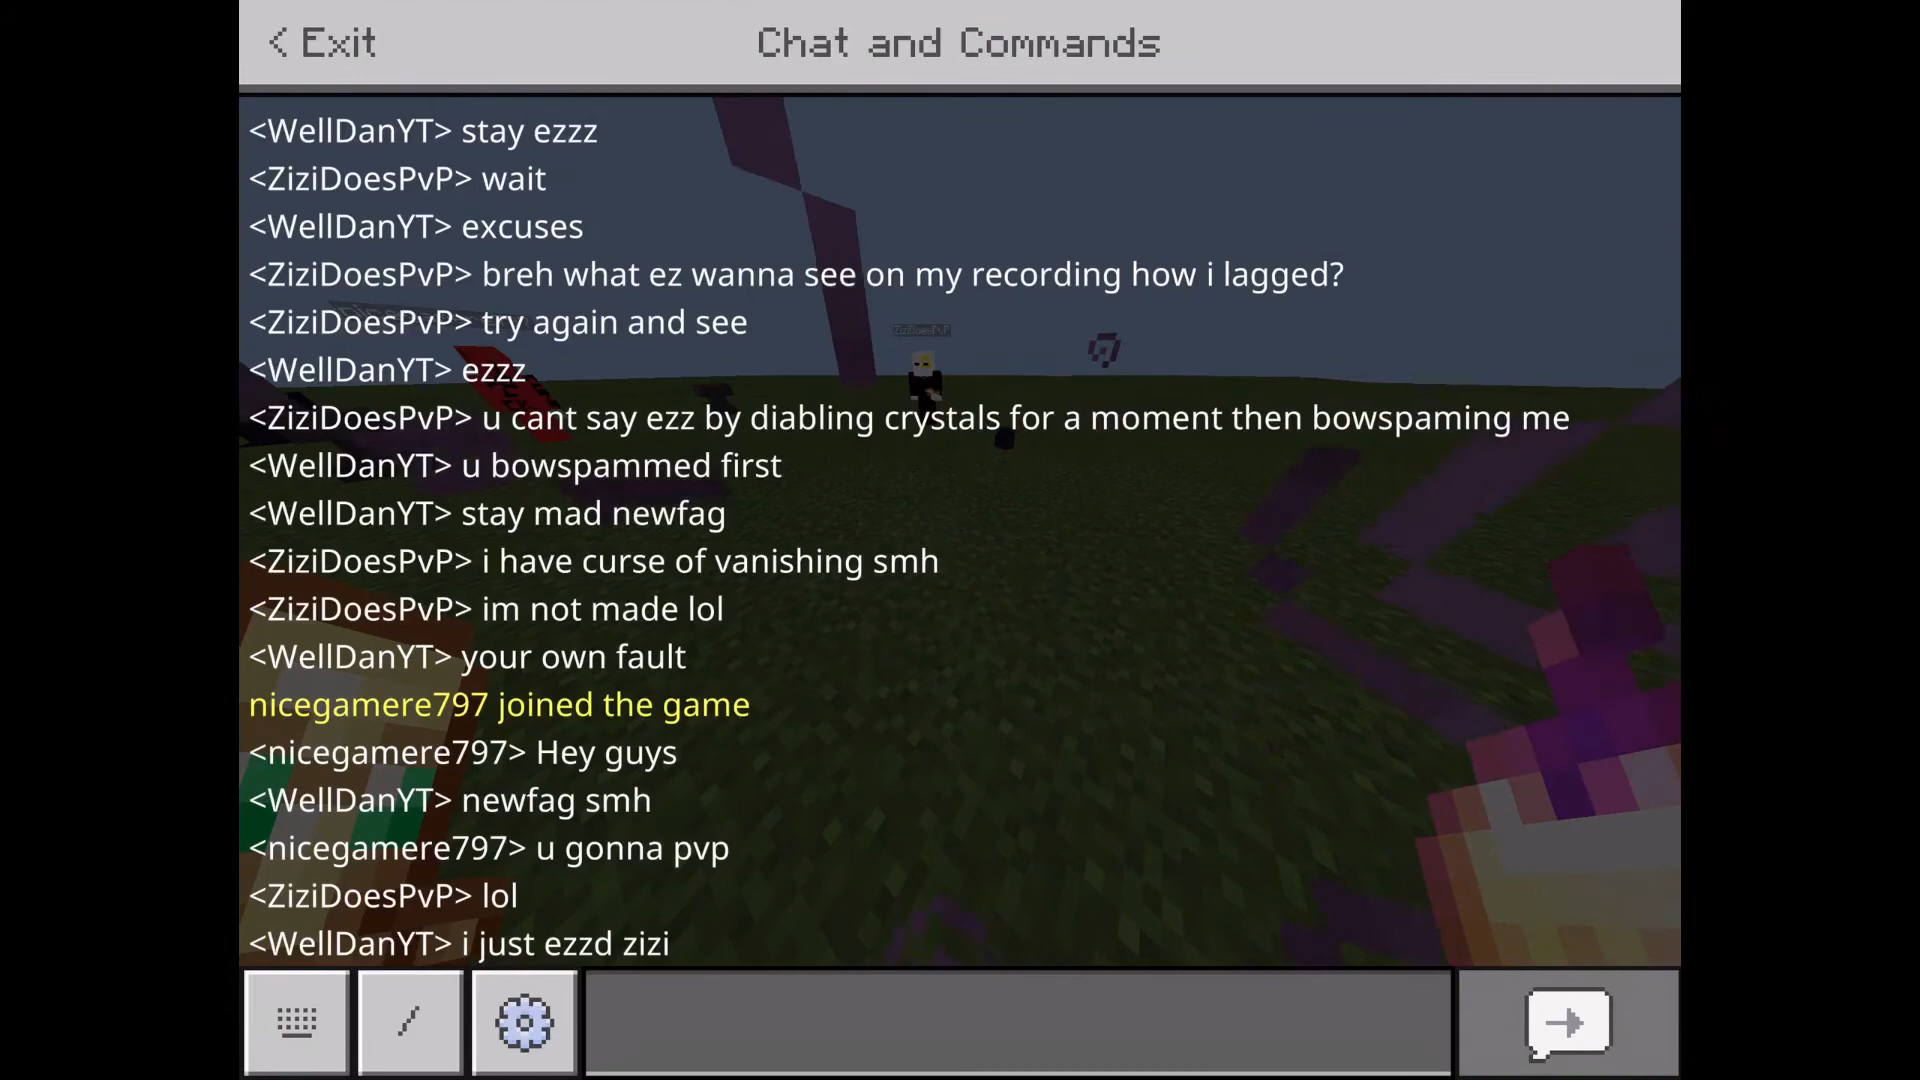 < Exit
Chat and Commands
<WellDanYT> stay ezzz
<ZiziDoesPvP> wait
<WellDanYT> excuses
<ZiziDoesPvP> breh what ez wanna see on my recording how i lagged?
<ZiziDoesPvP> try again and see
ZiziDoesPvP
<WellDanYT> ezzz
<ZiziDoesPvP> u cant say ezz by diabling crystals for a moment then bowspaming me
<WellDanYT> u bowspammed first
<WellDanYT> stay mad newfag
<ZiziDoesPvP> i have curse of vanishing smh
<ZiziDoesPvP> im not made lol
<WellDanYT> your own fault
nicegamere797 joined the game
<nicegamere797> Hey guys
<WellDanYT> newfag smh
<nicegamere797> u gonna pvp
<ZiziDoesPvP> lol
<WellDanYT> i just ezzd zizi
/